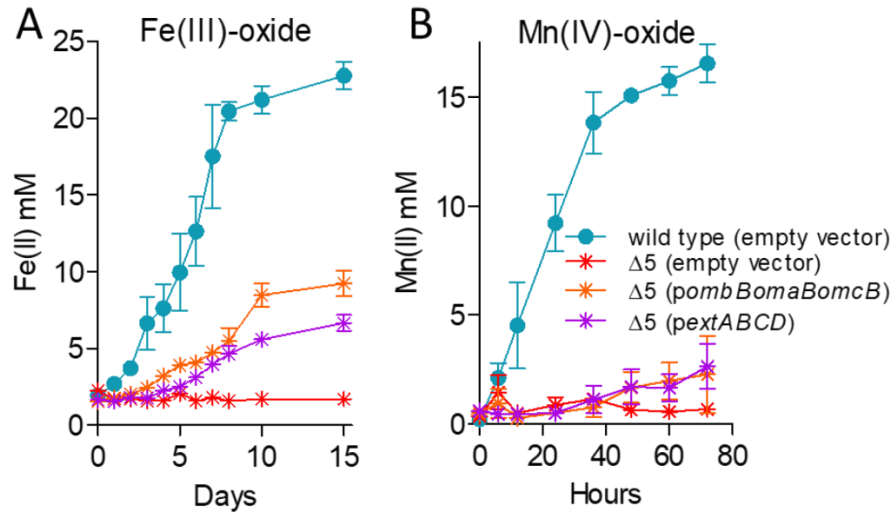 A
Fe(III)-oxide
25
20
15
10
5
0
Fe(II) mM
0
5
10
15
Days
B
Mn(IV)-oxide
15
10
5
0
Mn(II) mM
0
20
40
60
80
Hours
wild type (empty vector)
Δ5 (empty vector)
Δ5 (pombBomaBomcB)
Δ5 (pextABCD)